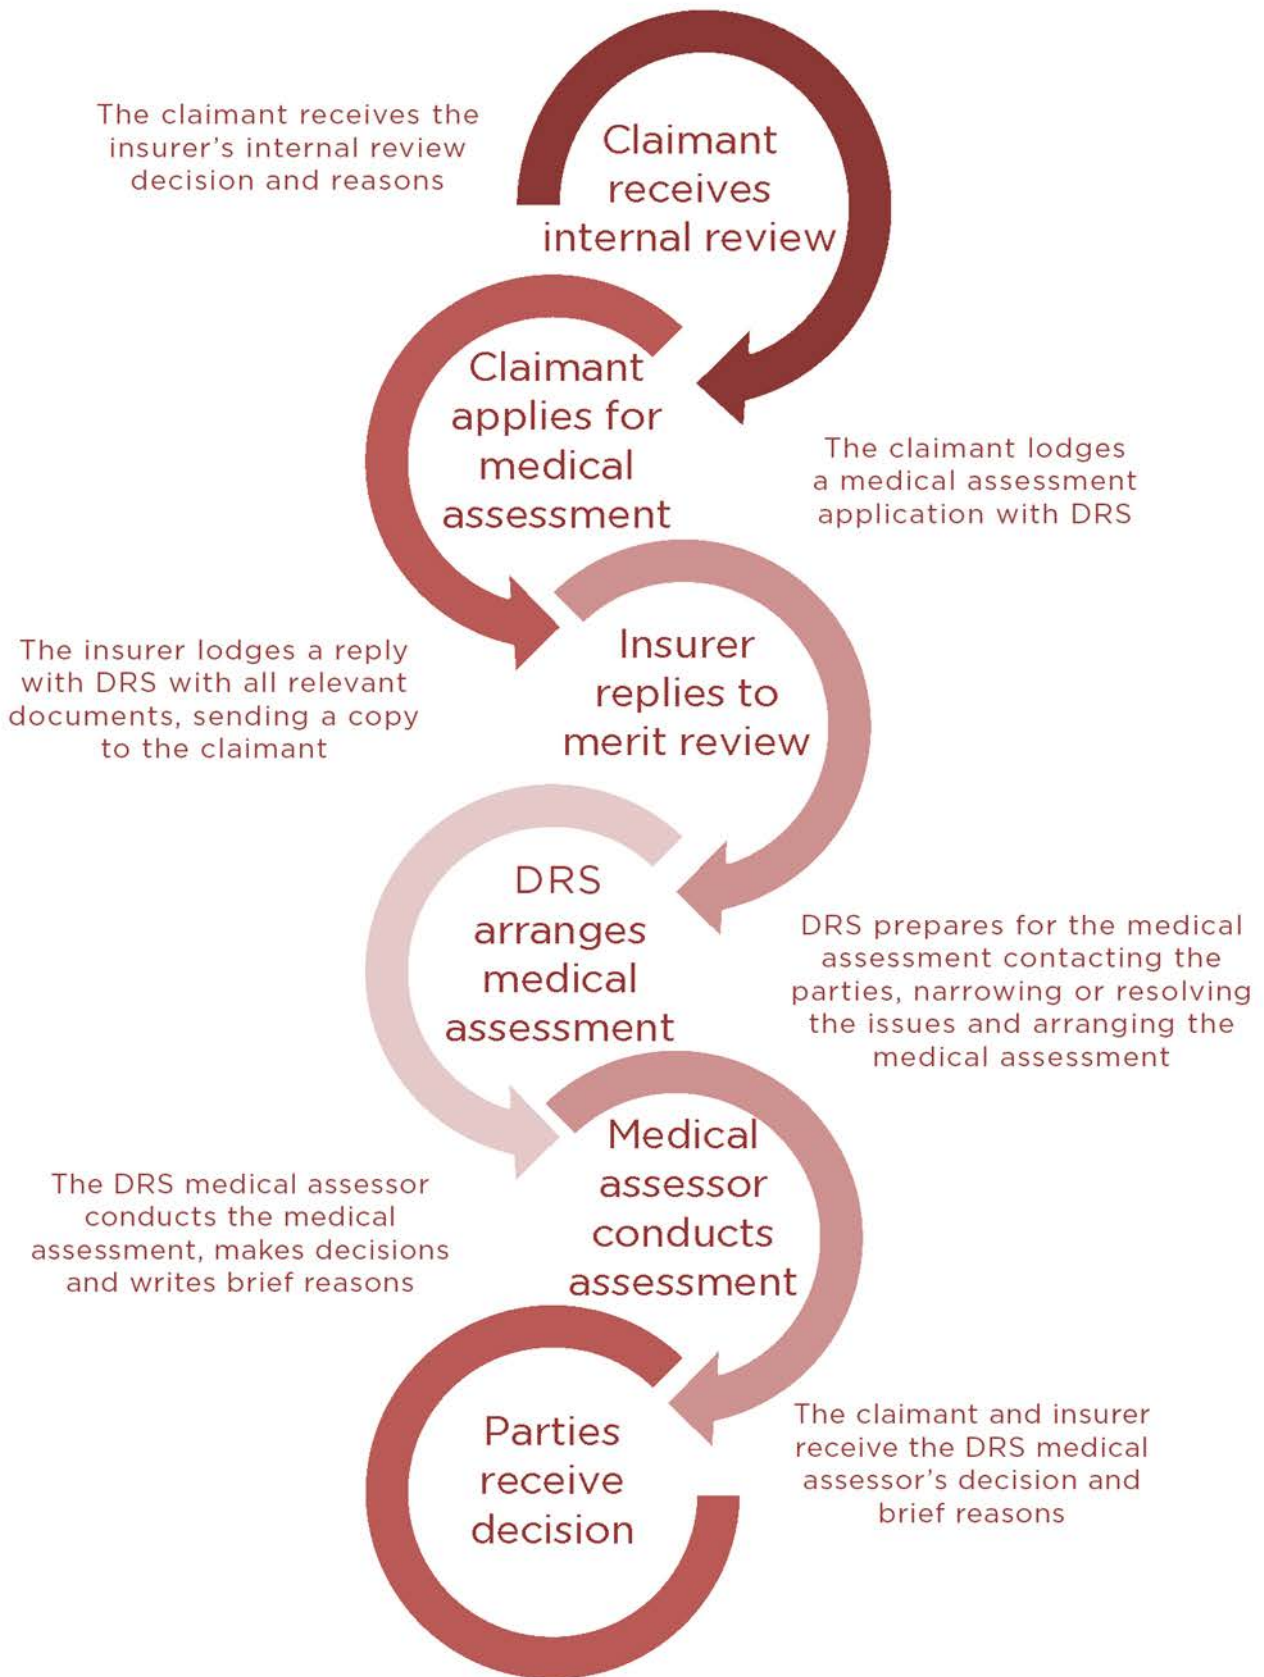 The claimant receives the
insurer’s internal review
decision and reasons
Claimant
receives
internal review
Claimant
applies for
medical
assessment
The claimant lodges
a medical assessment
application with DRS
The insurer lodges a reply
with DRS with all relevant
documents, sending a copy
to the claimant
Insurer
replies to
merit review
DRS
arranges
medical
assessment
DRS prepares for the medical
assessment contacting the
parties, narrowing or resolving
the issues and arranging the
medical assessment
The DRS medical assessor
conducts the medical
assessment, makes decisions
and writes brief reasons
Medical
assessor
conducts
assessment
Parties
receive
decision
The claimant and insurer
receive the DRS medical
assessor’s decision and
brief reasons